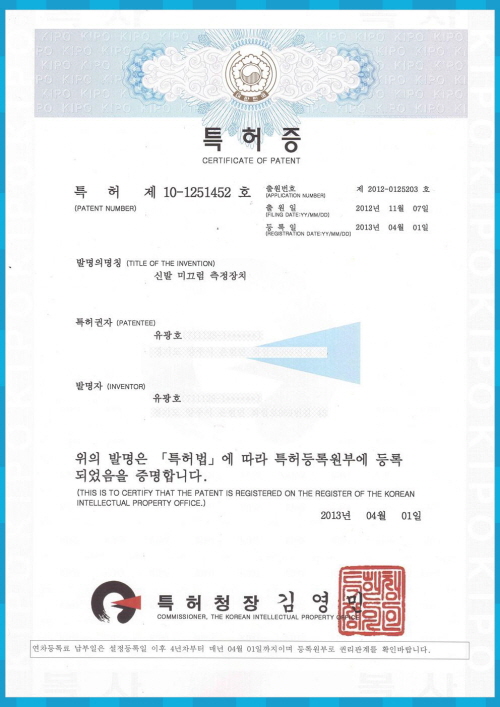 특허증
CERTIFICATE OF PATENT
특 허 제 10-1251452 호
(PATENT NUMBER)
출원번호 제 2012-0125203 호
(APPLICATION NUMBER)
출원일 2012년 11월 07일
(FILING DATE:YY/MM/DD)
등록일 2013년 04월 01일
(REGISTRATION DATE:YY/MM/DD)
발명의명칭 (TITLE OF THE INVENTION)
신발 미끄럼 측정장치
특허권자 (PATENTEE)
유광호
발명자 (INVENTOR)
유광호
위의 발명은 「특허법」에 따라 특허등록원부에 등록
되었음을 증명합니다.
(THIS IS TO CERTIFY THAT THE PATENT IS REGISTERED ON THE REGISTER OF THE KOREAN
INTELLECTUAL PROPERTY OFFICE.)
2013년 04월 01일
특허청장 김영민
COMMISSIONER, THE KOREAN INTELLECTUAL PROPERTY OFFICE
연차등록료 납부일은 설정등록일 이후 4년차부터 매년 04월 01일까지이며 등록원부로 권리관계를 확인바랍니다.